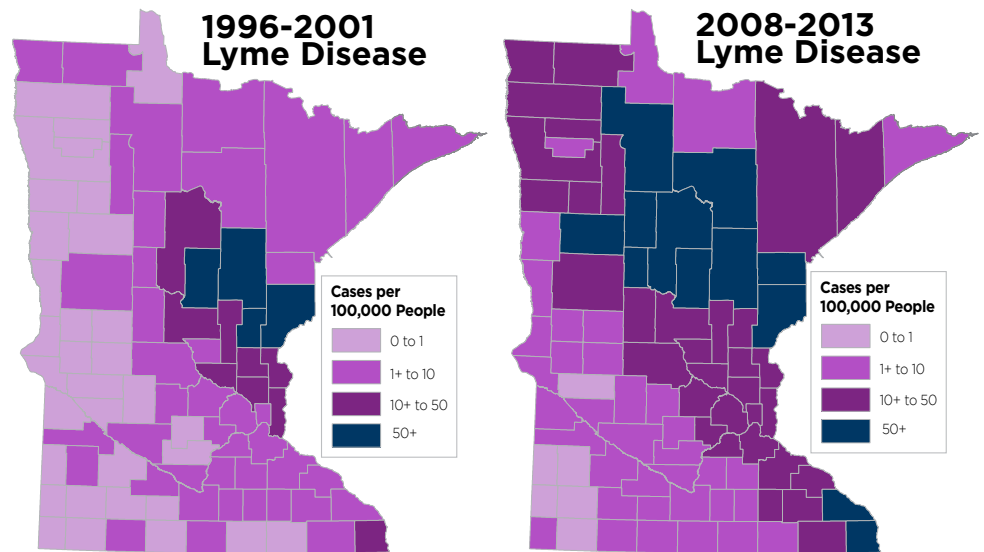 1996-2001
Lyme Disease
Cases per
100,000 People
0 to 1
1+ to 10
10+ to 50
50+
2008-2013
Lyme Disease
Cases per
100,000 People
0 to 1
1+ to 10
10+ to 50
50+